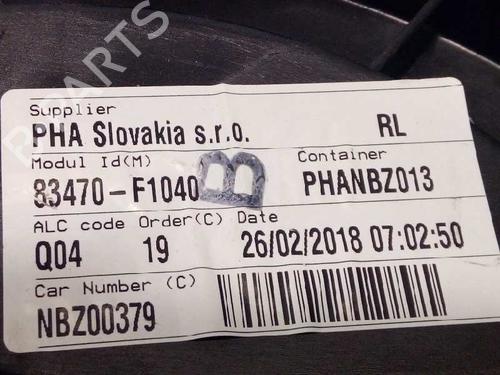 Supplier
PHA Slovakia s.r.o. RL
Modul Id(M) Container
83470-F1040 B PHANBZ013
ALC code Order(C) Date
Q04 19 26/02/2018 07:02:50
Car Number (C)
NBZ00379